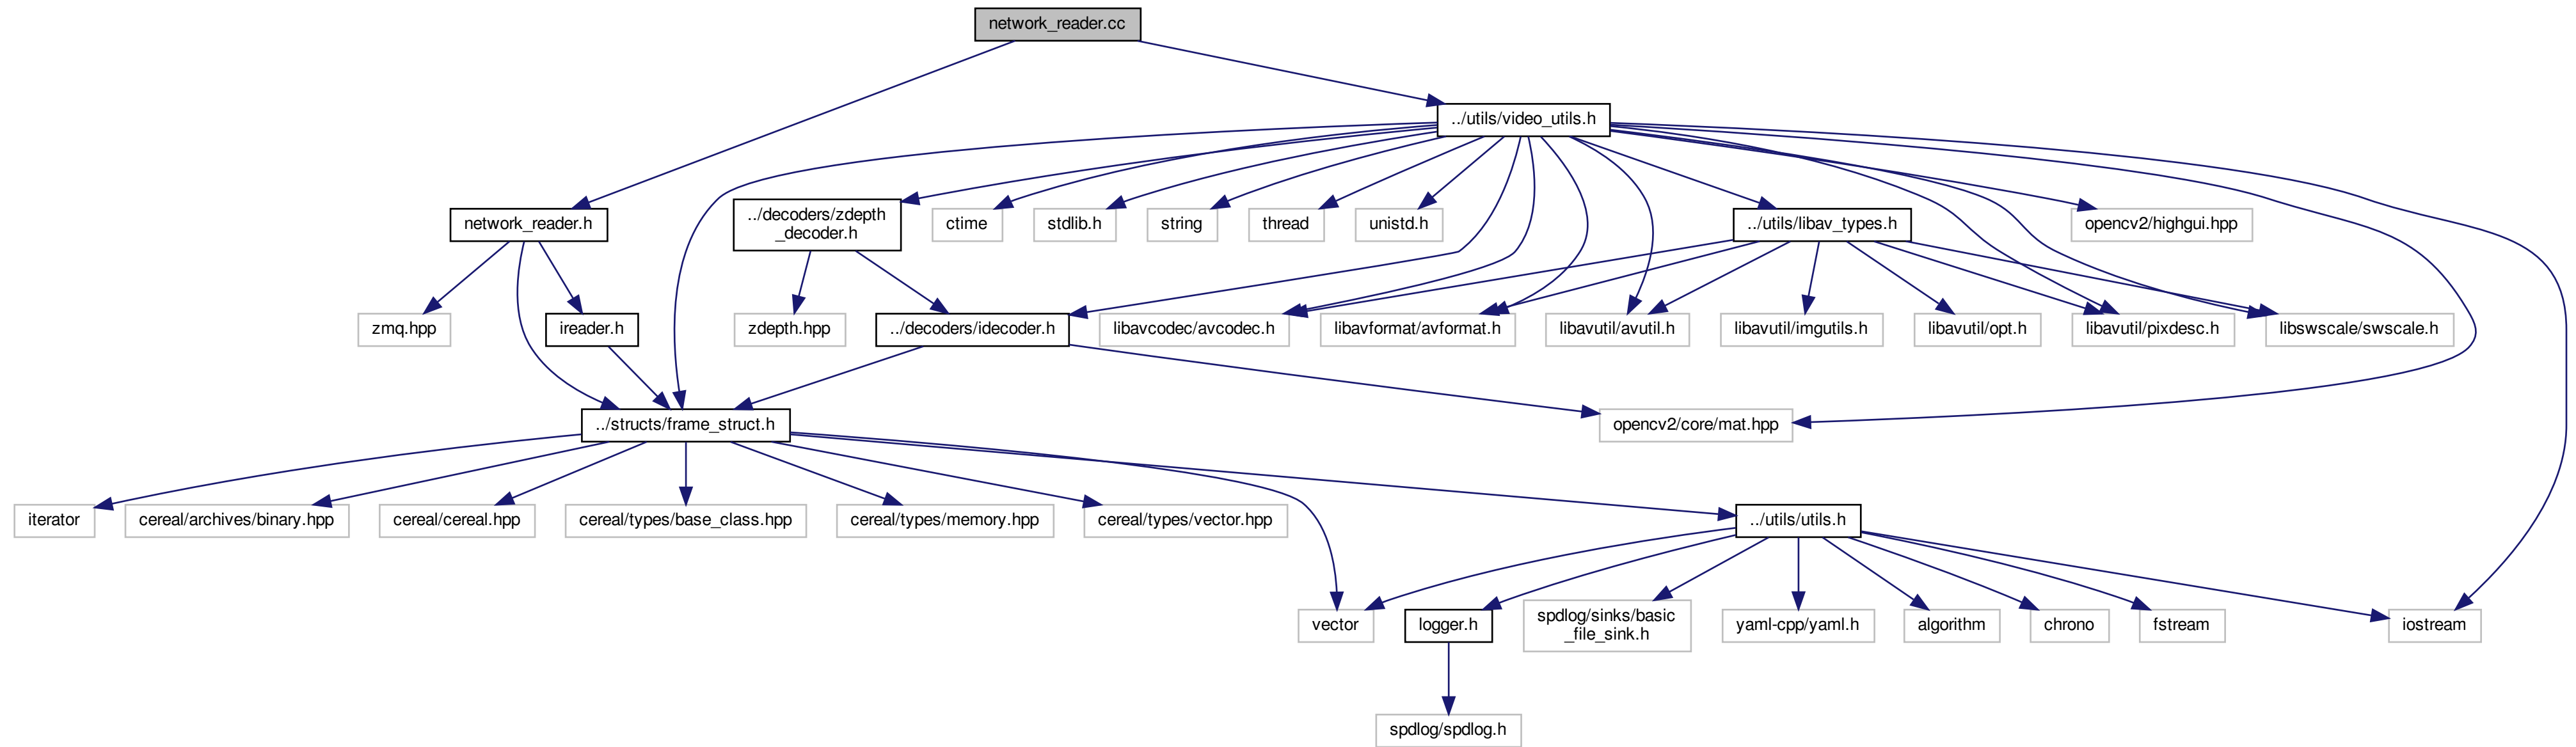 network_reader.cc
../utils/video_utils.h
network_reader.h
../decoders/zdepth
_decoder.h
ctime
stdlib.h
string
thread
unistd.h
../utils/libav_types.h
opencv2/highgui.hpp
zmq.hpp
ireader.h
zdepth.hpp
../decoders/idecoder.h
libavcodec/avcodec.h
libavformat/avformat.h
libavutil/avutil.h
libavutil/imgutils.h
libavutil/opt.h
libavutil/pixdesc.h
libswscale/swscale.h
../structs/frame_struct.h
opencv2/core/mat.hpp
iterator
cereal/archives/binary.hpp
cereal/cereal.hpp
cereal/types/base_class.hpp
cereal/types/memory.hpp
cereal/types/vector.hpp
../utils/utils.h
vector
logger.h
spdlog/sinks/basic
_file_sink.h
yaml-cpp/yaml.h
algorithm
chrono
fstream
iostream
spdlog/spdlog.h